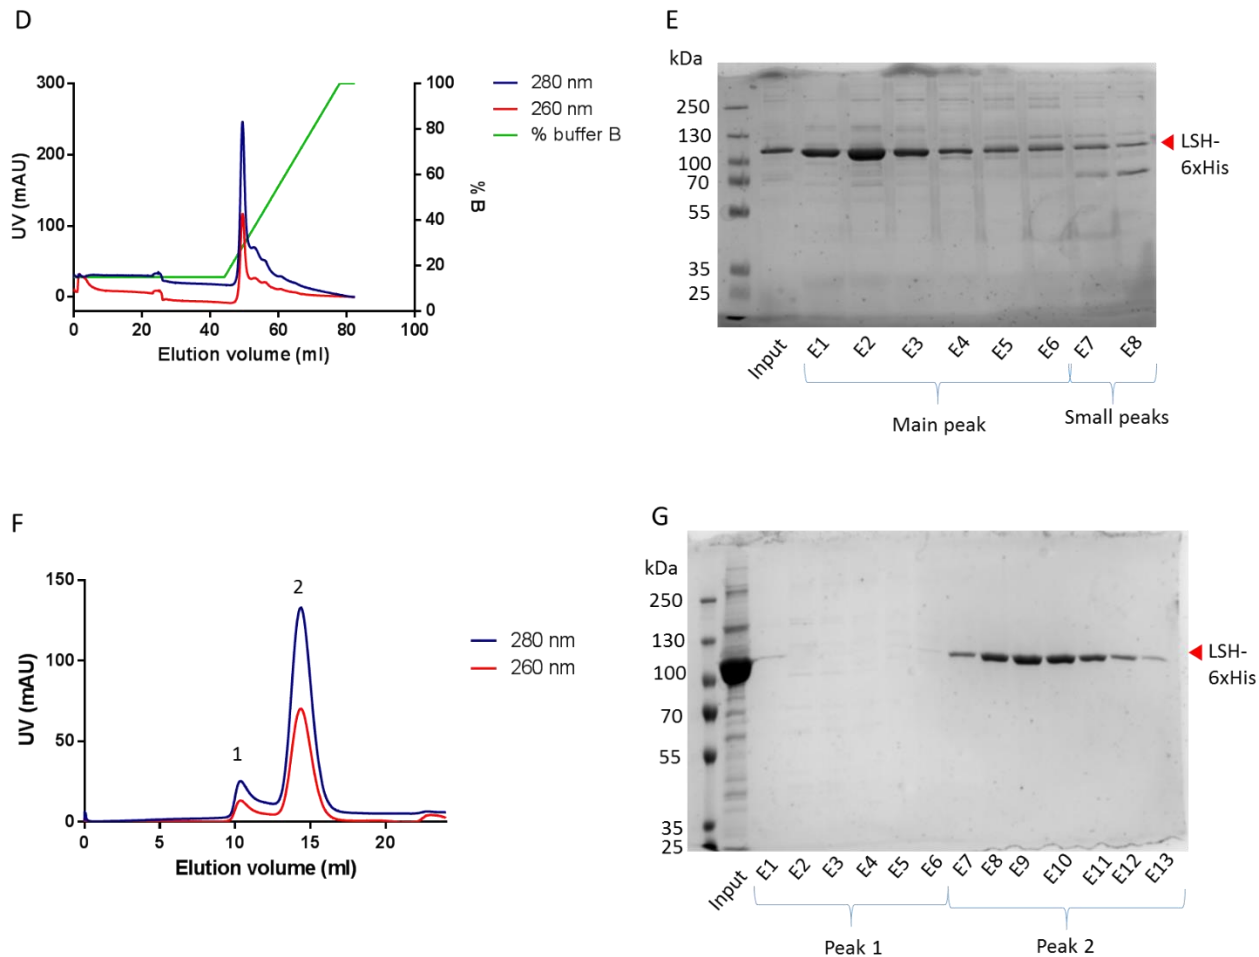 D
300
200
100
0
UV (mAU)
0
20
40
60
80
100
Elution volume (ml)
100
80
60
40
20
0
% B
280 nm
260 nm
% buffer B
E
kDa
250
130
100
70
55
35
25
LSH-
6xHis
Input
E1
E2
E3
E4
E5
E6
E7
E8
Main peak
Small peaks
F
150
100
50
0
UV (mAU)
1
2
0
5
10
15
20
Elution volume (ml)
280 nm
260 nm
G
kDa
250
130
100
70
55
35
25
LSH-
6xHis
Input
E1
E2
E3
E4
E5
E6
E7
E8
E9
E10
E11
E12
E13
Peak 1
Peak 2